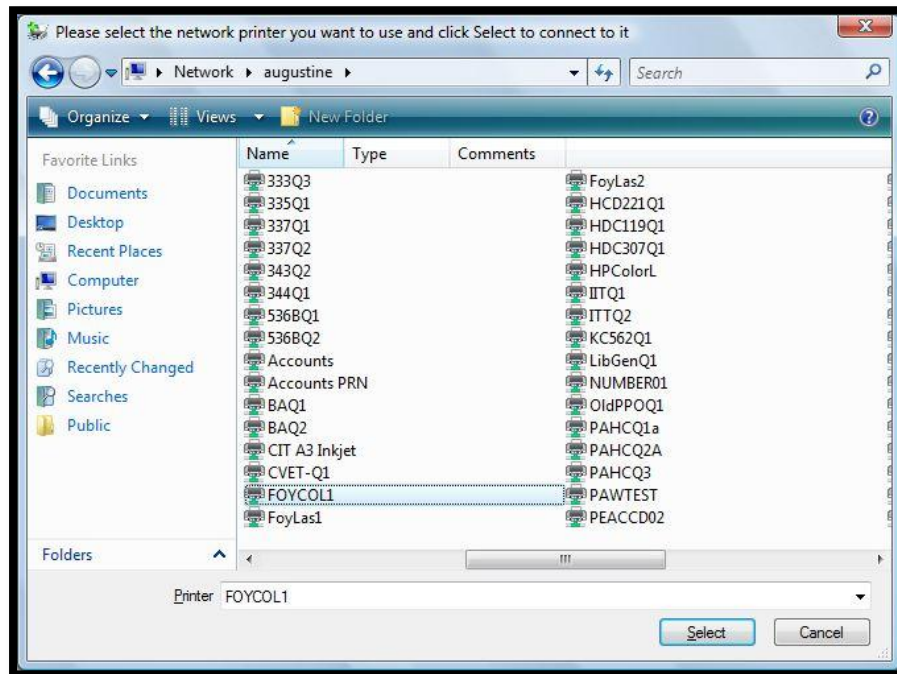 Please select the network printer you want to use and click Select to connect to it
Network augustine Search
Organize Views New Folder
Favorite Links
Documents
Desktop
Recent Places
Computer
Pictures
Music
Recently Changed
Searches
Public
Folders
Name Type Comments
333Q3
335Q1
337Q1
337Q2
343Q2
344Q1
536BQ1
536BQ2
Accounts
Accounts PRN
BAQ1
BAQ2
CIT A3 Inkjet
CVET-Q1
FOYCOL1
FoyLas1
FoyLas2
HCD221Q1
HDC119Q1
HDC307Q1
HPColorL
IITQ1
ITTQ2
KC562Q1
LibGenQ1
NUMBER01
OldPPOQ1
PAHCQ1a
PAHCQ2A
PAHCQ3
PAWTEST
PEACCD02
Printer FOYCOL1
Select Cancel